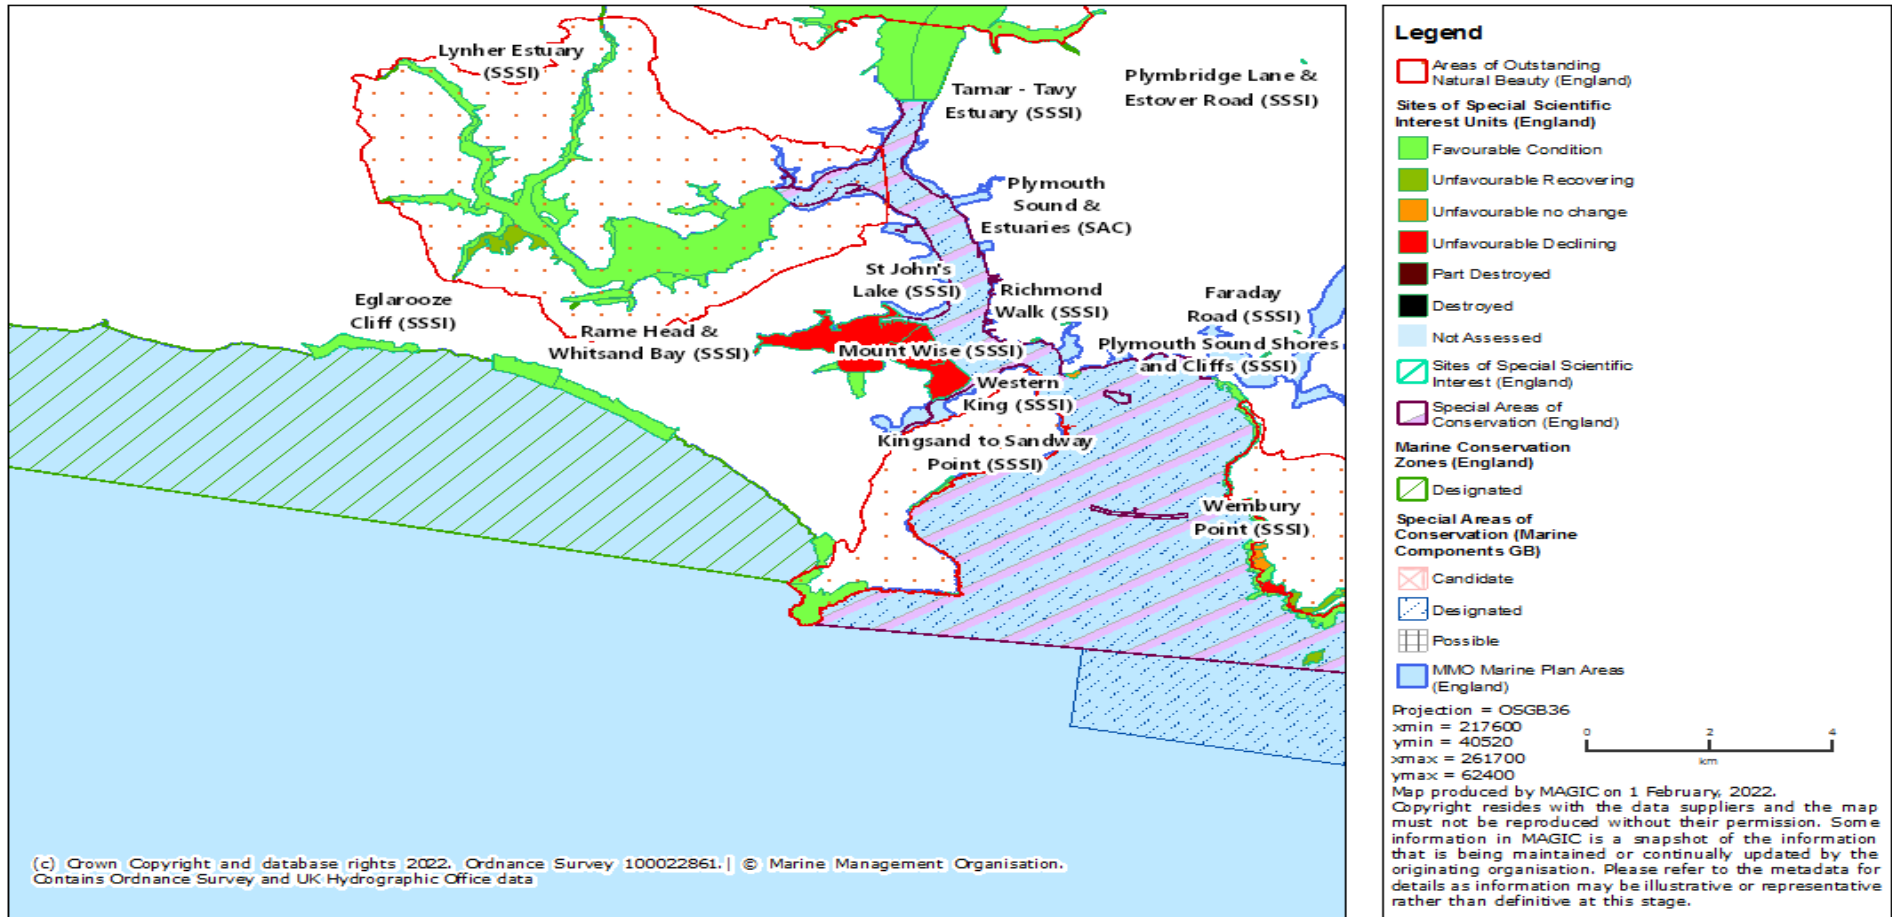 Lynher Estuary
(SSSI)
Tamar - Tavy
Estuary (SSSI)
Plymbridge Lane &
Estover Road (SSSI)
Plymouth
Sound &
Estuaries (SAC)
St John's
Lake (SSSI)
Richmond
Walk (SSSI)
Faraday
Road (SSSI)
Eglarooze
Cliff (SSSI)
Rame Head &
Whitsand Bay (SSSI)
Mount Wise (SSSI)
Plymouth Sound Shores
and Cliffs (SSSI)
Western
King (SSSI)
Kingsand to Sandway
Point (SSSI)
Wembury
Point (SSSI)
(c) Crown Copyright and database rights 2022. Ordnance Survey 100022861.| © Marine Management Organisation.
Contains Ordnance Survey and UK Hydrographic Office data
Legend
Areas of Outstanding
Natural Beauty (England)
Sites of Special Scientific
Interest Units (England)
Favourable Condition
Unfavourable Recovering
Unfavourable no change
Unfavourable Declining
Part Destroyed
Destroyed
Not Assessed
Sites of Special Scientific
Interest (England)
Special Areas of
Conservation (England)
Marine Conservation
Zones (England)
Designated
Special Areas of
Conservation (Marine
Components GB)
Candidate
Designated
Possible
MMO Marine Plan Areas
(England)
Projection = OSGB36
xmin = 217600
ymin = 40520
xmax = 261700
ymax = 62400
0 2 4
km
Map produced by MAGIC on 1 February, 2022.
Copyright resides with the data suppliers and the map
must not be reproduced without their permission. Some
information in MAGIC is a snapshot of the information
that is being maintained or continually updated by the
originating organisation. Please refer to the metadata for
details as information may be illustrative or representative
rather than definitive at this stage.